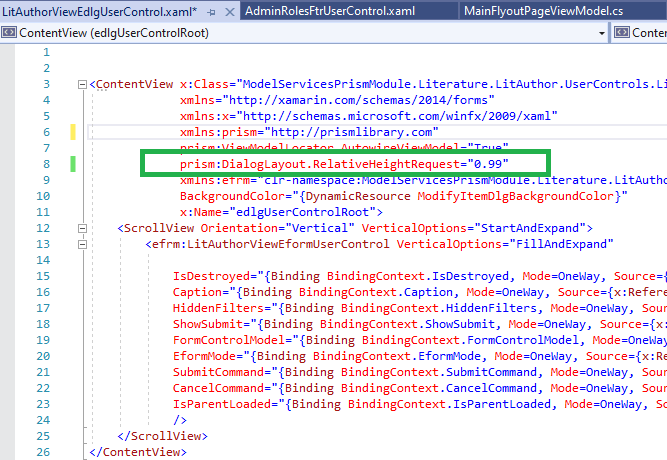 LitAuthorViewEdlgUserControl.xaml* AdminRolesFtrUserControl.xaml MainFlyoutPageViewModel.cs
ContentView (edlgUserControlRoot) Conten
1
2
3 <ContentView x:Class="ModelServicesPrismModule.Literature.LitAuthor.UserControls.Li
4 xmlns="http://xamarin.com/schemas/2014/forms"
5 xmlns:x="http://schemas.microsoft.com/winfx/2009/xaml"
6 xmlns:prism="http://prismlibrary.com"
7 prism:ViewModelLocator.AutowireViewModel="True"
8 prism:DialogLayout.RelativeHeightRequest="0.99"
9 xmlns:efrm="clr-namespace:ModelServicesPrismModule.Literature.LitAutho
10 BackgroundColor="{DynamicResource ModifyItemDlgBackgroundColor}"
11 x:Name="edlgUserControlRoot">
12 <ScrollView Orientation="Vertical" VerticalOptions="StartAndExpand">
13 <efrm:LitAuthorViewEformUserControl VerticalOptions="FillAndExpand"
15 IsDestroyed="{Binding BindingContext.IsDestroyed, Mode=OneWay, Source={
16 Caption="{Binding BindingContext.Caption, Mode=OneWay, Source={x:Refere
17 HiddenFilters="{Binding BindingContext.HiddenFilters, Mode=OneWay, Sour
18 ShowSubmit="{Binding BindingContext.ShowSubmit, Mode=OneWay, Source={x:
19 FormControlModel="{Binding BindingContext.FormControlModel, Mode=OneWay
20 EformMode="{Binding BindingContext.EformMode, Mode=OneWay, Source={x:Re
21 SubmitCommand="{Binding BindingContext.SubmitCommand, Mode=OneWay, Sour
22 CancelCommand="{Binding BindingContext.CancelCommand, Mode=OneWay, Sour
23 IsParentLoaded="{Binding BindingContext.IsParentLoaded, Mode=OneWay, So
24 />
25 </ScrollView>
26 </ContentView>